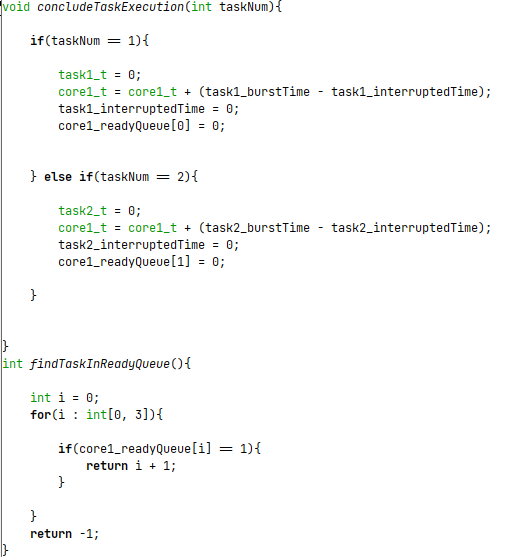 void concludeTaskExecution(int taskNum){
if(taskNum == 1){
task1_t = 0;
core1_t = core1_t + (task1_burstTime - task1_interruptedTime);
task1_interruptedTime = 0;
core1_readyQueue[0] = 0;
} else if(taskNum == 2){
task2_t = 0;
core1_t = core1_t + (task2_burstTime - task2_interruptedTime);
task2_interruptedTime = 0;
core1_readyQueue[1] = 0;
}
}
int findTaskInReadyQueue(){
int i = 0;
for(i : int[0, 3]){
if(core1_readyQueue[i] == 1){
return i + 1;
}
}
return -1;
}